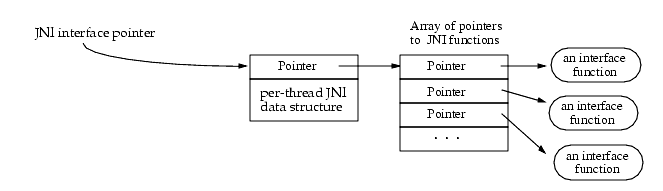 JNI interface pointer
Array of pointers
to JNI functions
Pointer
per-thread JNI
data structure
Pointer
Pointer
Pointer
. . .
an interface
function
an interface
function
an interface
function